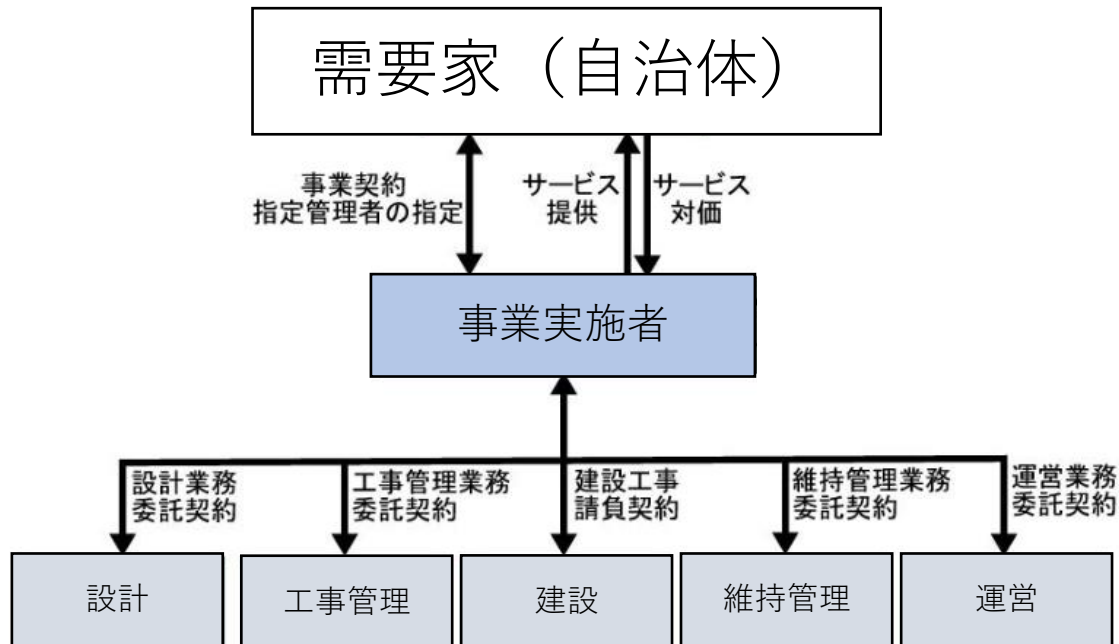 需要家（自治体）
事業契約
指定管理者の指定
サービス
提供
サービス
対価
事業実施者
設計業務
委託契約
工事管理業務
委託契約
建設工事
請負契約
維持管理業務
委託契約
運営業務
委託契約
設計
工事管理
建設
維持管理
運営